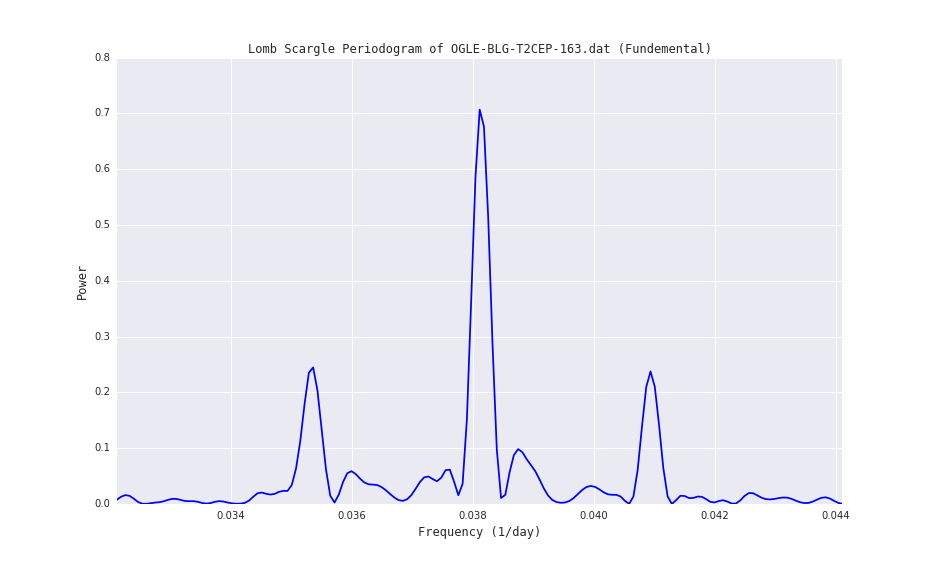 Lomb Scargle Periodogram of OGLE-BLG-T2CEP-163.dat (Fundemental)
0.8
0.7
0.6
0.5
0.4
0.3
0.2
0.1
0.0
Power
0.034 0.036 0.038 0.040 0.042 0.044
Frequency (1/day)